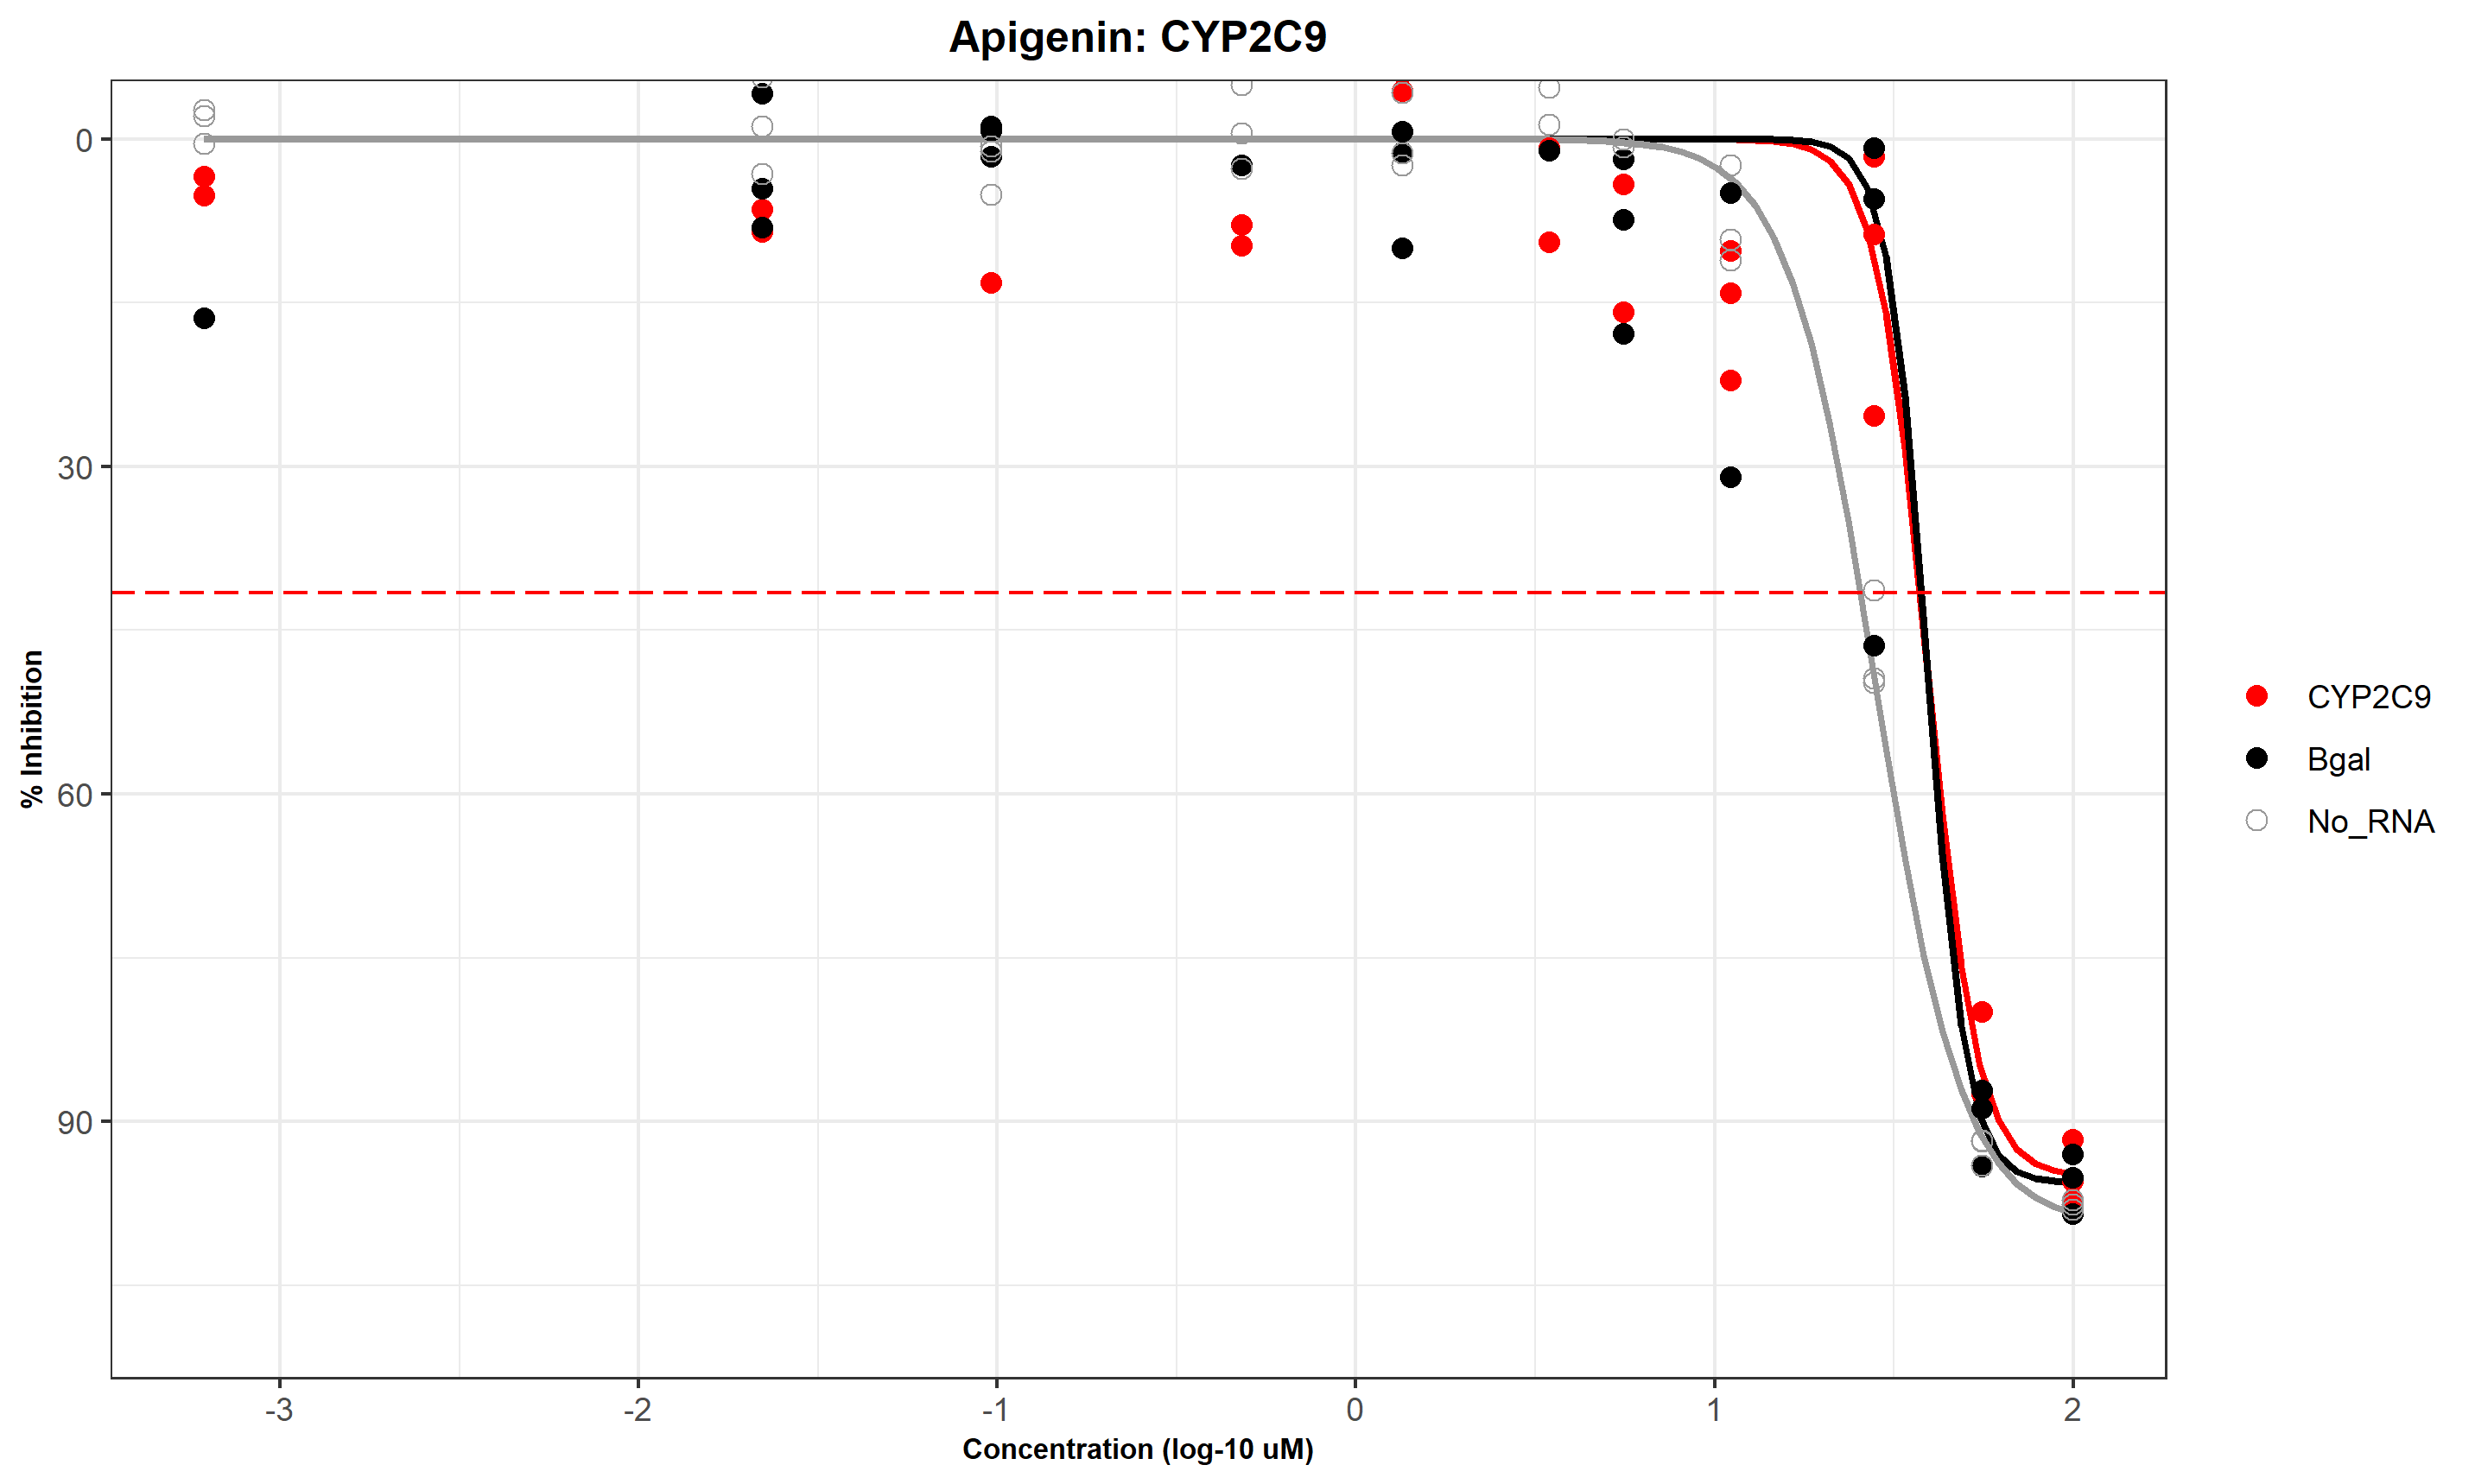 Apigenin: CYP2C9
% Inhibition
0
30
60
90
-3
-2
-1
0
1
2
Concentration (log-10 uM)
CYP2C9
Bgal
No_RNA